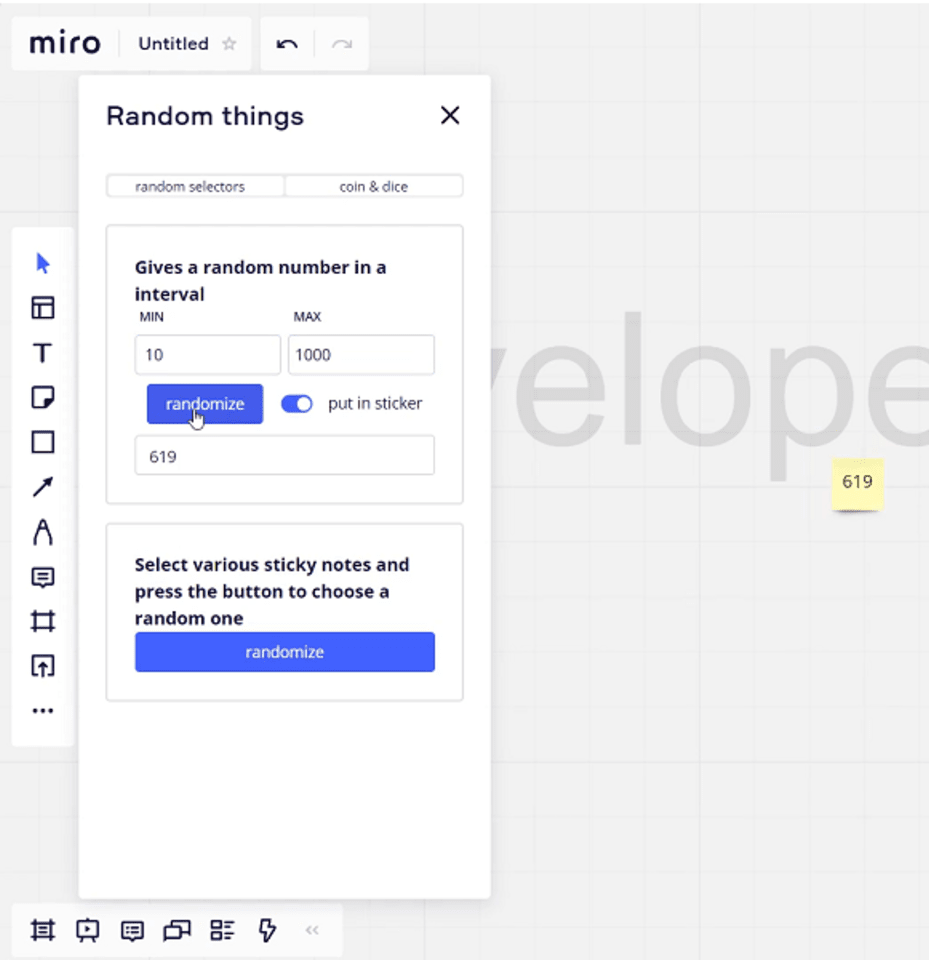 miro
Untitled
Random things
random selectors
coin & dice
Gives a random number in a
interval
MIN
MAX
10
1000
randomize
put in sticker
619
Select various sticky notes and
press the button to choose a
random one
randomize
velope
619